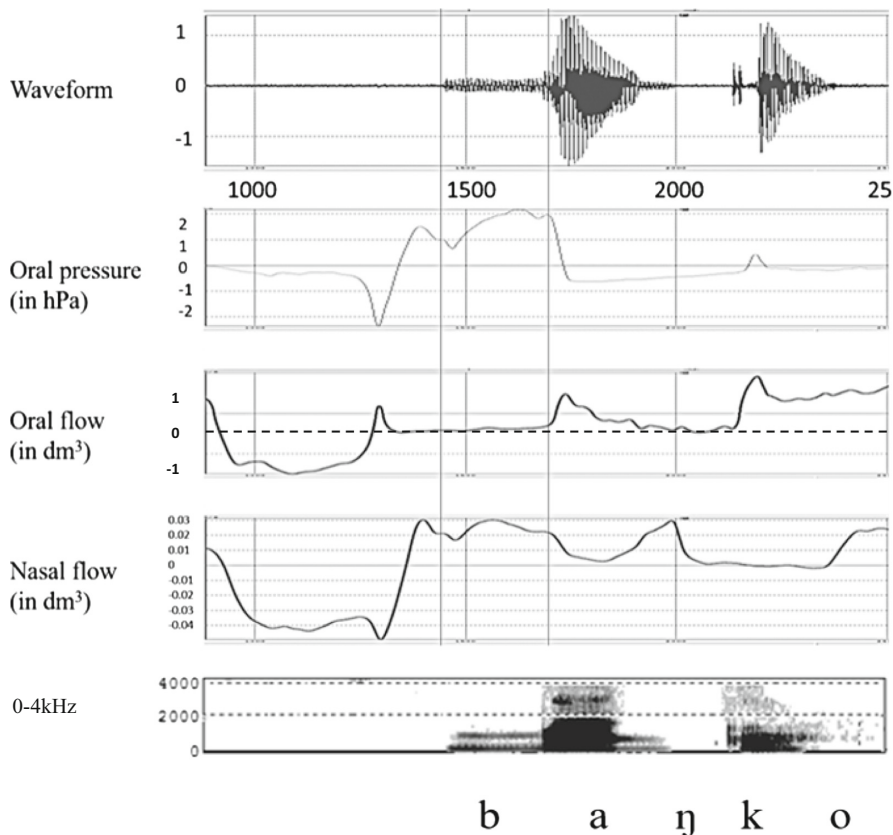 1
Waveform
0
-1
1000 1500 2000 25
2
1
Oral pressure
0
(in hPa)
-1
-2
1
Oral flow
0
(in dm³)
-1
0.03
0.02
0.01
Nasal flow
0
(in dm³)
-0.01
-0.02
-0.03
-0.04
4000
0-4kHz
2000
0
b a ŋ k o